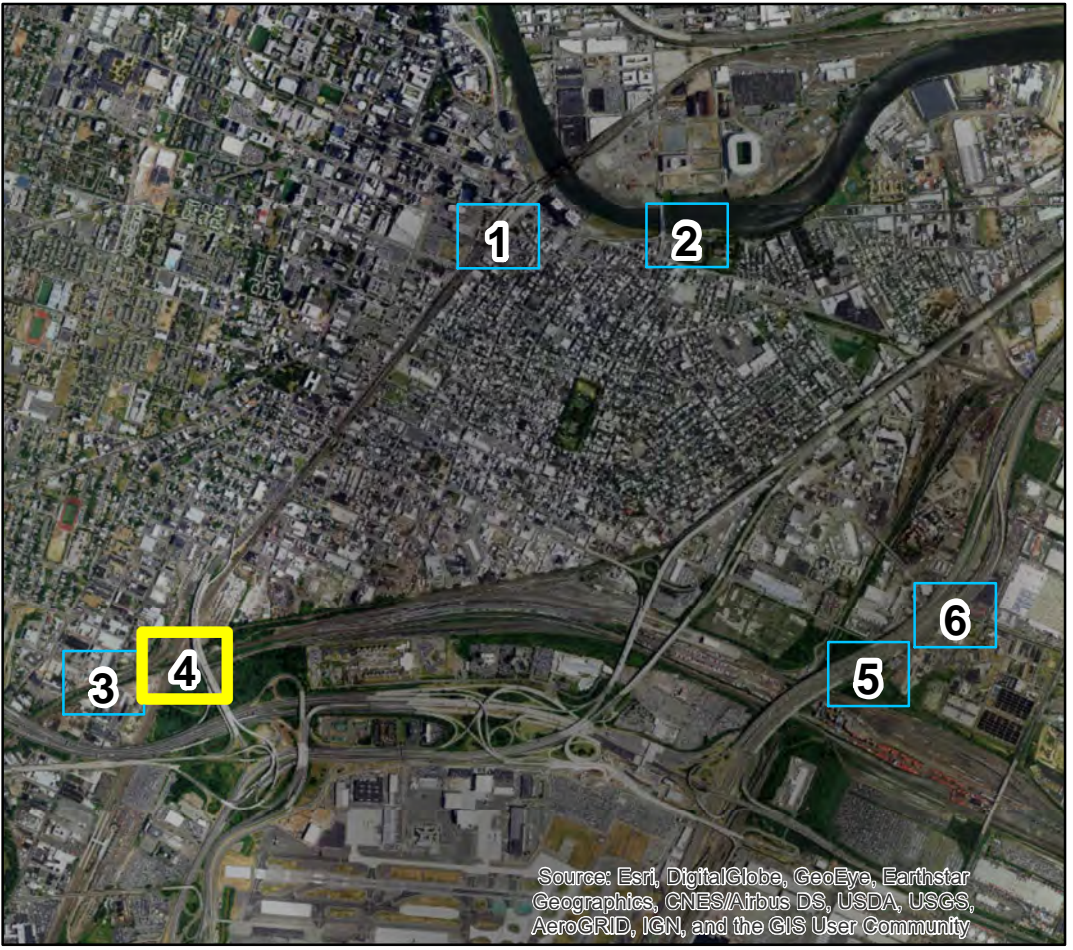 1
2
3
4
5
6
Source: Esri, DigitalGlobe, GeoEye, Earthstar
Geographics, CNES/Airbus DS, USDA, USGS,
AeroGRID, IGN, and the GIS User Community